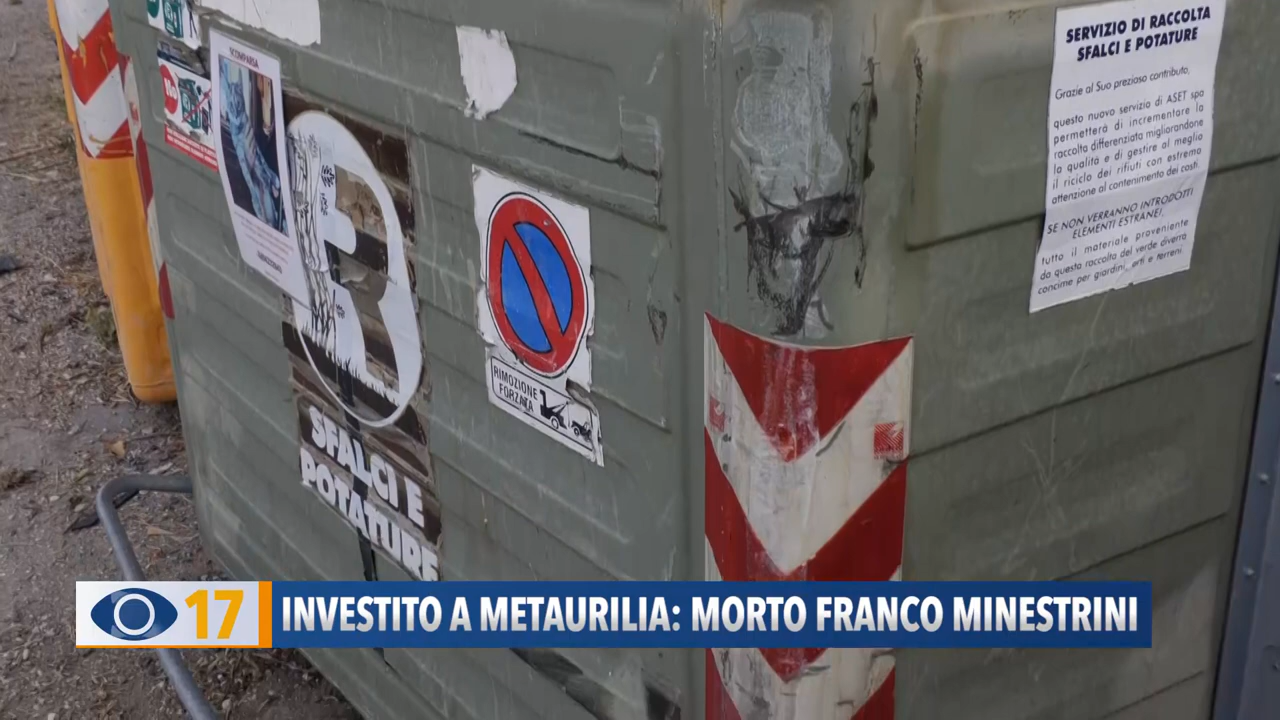 SCOMPARSA
SERVIZIO DI RACCOLTA
SFALCI E POTATURE
Grazie al Suo prezioso contributo,
questo nuovo servizio di ASET spa
permetterà di incrementare la
raccolta differenziata migliorandone
la qualità e di gestire al meglio
il riciclo dei rifiuti con estrema
attenzione al contenimento dei costi.
SE NON VERRANNO INTRODOTTI
ELEMENTI ESTRANEI,
tutto il materiale proveniente
da questa raccolta del verde diverrà
concime per giardini, orti e terreni.
RIMOZIONE
FORZATA
SFALCI E
POTATURE
17 INVESTITO A METAURILIA: MORTO FRANCO MINESTRINI